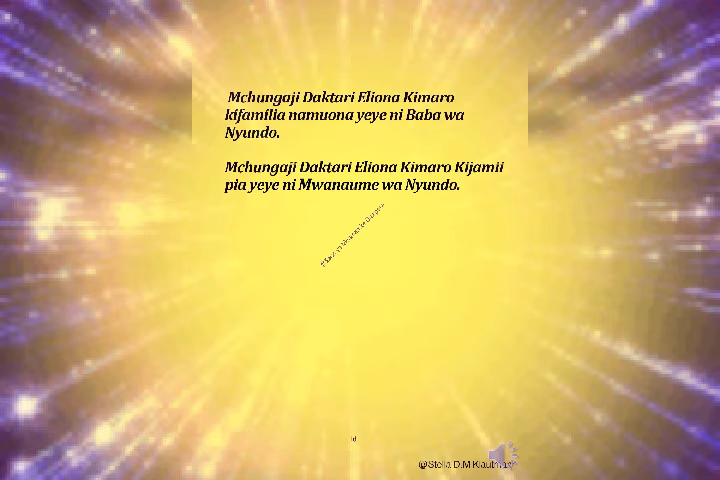 Mchungaji Daktari Eliona Kimaro
kifamilia namuona yeye ni Baba wa
Nyundo.
Mchungaji Daktari Eliona Kimaro Kijamii
pia yeye ni Mwanaume wa Nyundo.
@Stella D.M Klautmann